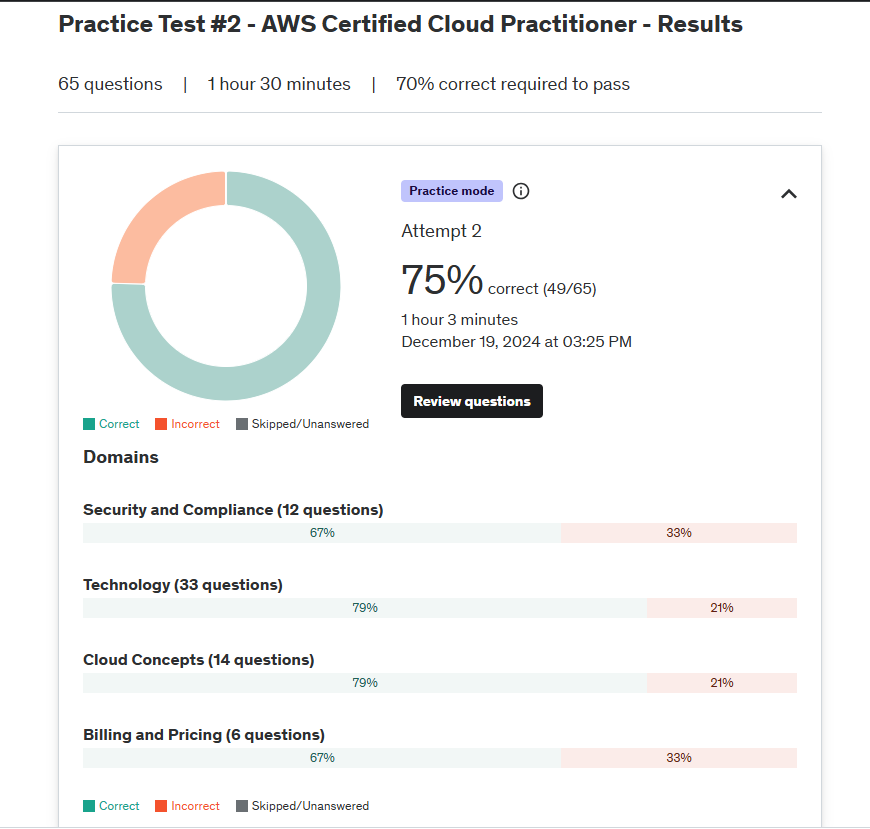 Practice Test #2 - AWS Certified Cloud Practitioner - Results
65 questions | 1 hour 30 minutes | 70% correct required to pass
Practice mode
Attempt 2
75% correct (49/65)
1 hour 3 minutes
December 19, 2024 at 03:25 PM
Review questions
Correct Incorrect Skipped/Unanswered
Domains
Security and Compliance (12 questions)
67% 33%
Technology (33 questions)
79% 21%
Cloud Concepts (14 questions)
79% 21%
Billing and Pricing (6 questions)
67% 33%
Correct Incorrect Skipped/Unanswered